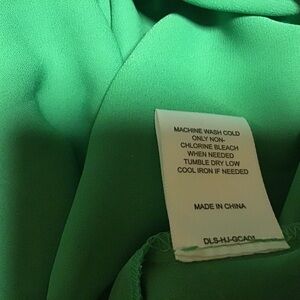 MACHINE WASH COLD
ONLY NON-
CHLORINE BLEACH
WHEN NEEDED
TUMBLE DRY LOW
COOL IRON IF NEEDED
MADE IN CHINA
DLS-HJ-GCA01